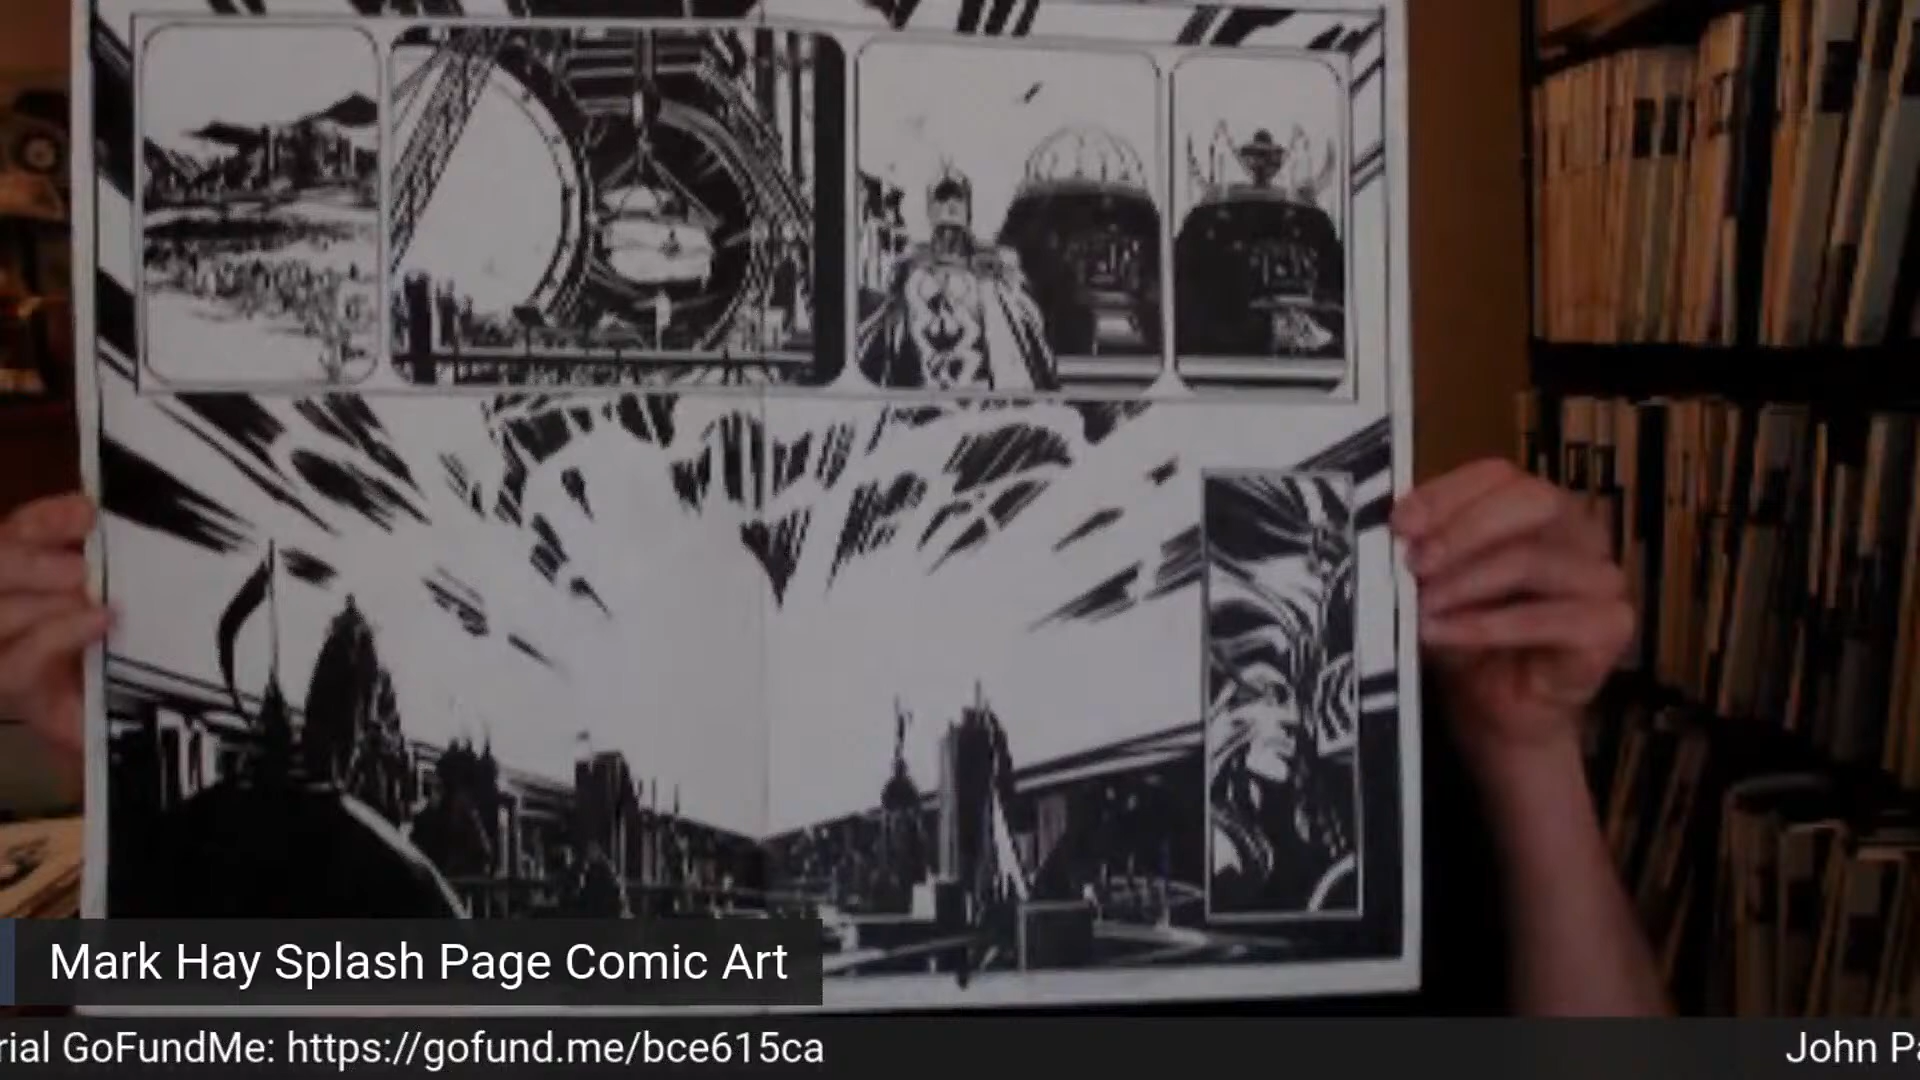 Mark Hay Splash Page Comic Art
rial GoFundMe: https://gofund.me/bce615ca
John Pa